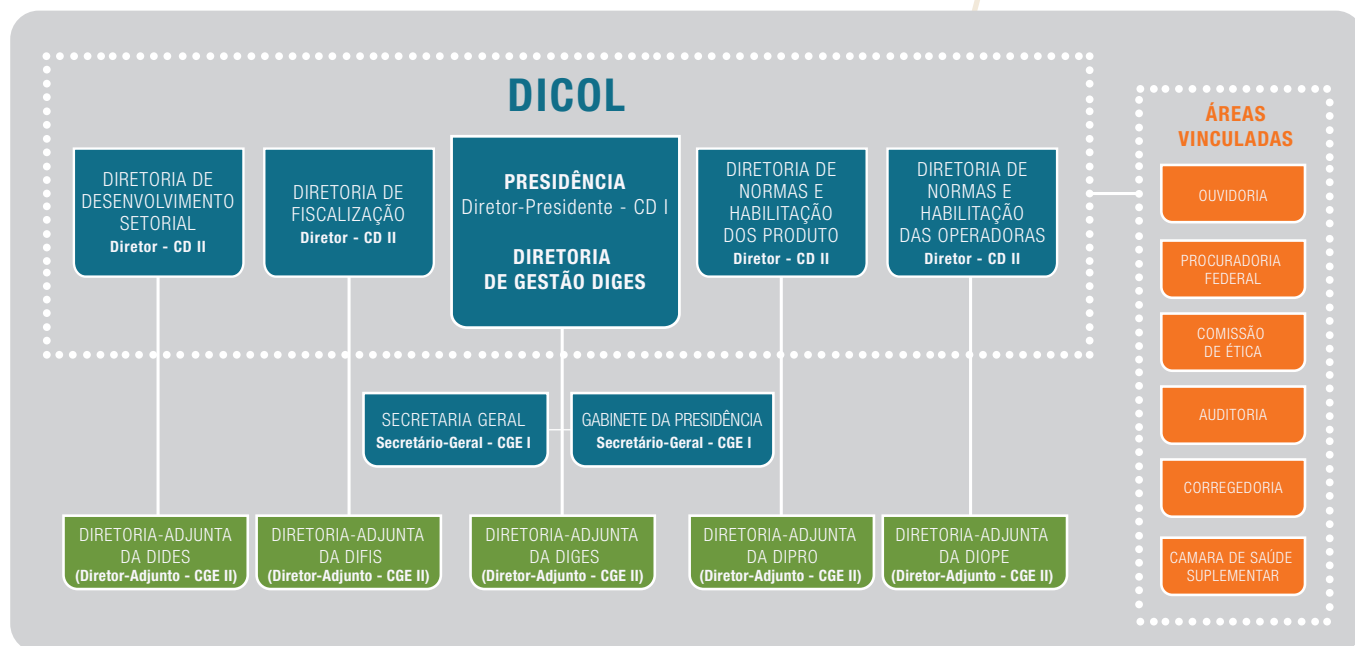 DICOL
DIRETORIA DE
DESENVOLVIMENTO
SETORIAL
Diretor - CD II
DIRETORIA DE
FISCALIZAÇÃO
Diretor - CD II
PRESIDÊNCIA
Diretor-Presidente - CD I
DIRETORIA
DE GESTÃO DIGES
DIRETORIA DE
NORMAS E
HABILITAÇÃO
DOS PRODUTO
Diretor - CD II
DIRETORIA DE
NORMAS E
HABILITAÇÃO
DAS OPERADORAS
Diretor - CD II
SECRETARIA GERAL
Secretário-Geral - CGE I
GABINETE DA PRESIDÊNCIA
Secretário-Geral - CGE I
DIRETORIA-ADJUNTA
DA DIDES
(Diretor-Adjunto - CGE II)
DIRETORIA-ADJUNTA
DA DIFIS
(Diretor-Adjunto - CGE II)
DIRETORIA-ADJUNTA
DA DIGES
(Diretor-Adjunto - CGE II)
DIRETORIA-ADJUNTA
DA DIPRO
(Diretor-Adjunto - CGE II)
DIRETORIA-ADJUNTA
DA DIOPE
(Diretor-Adjunto - CGE II)
ÁREAS
VINCULADAS
OUVIDORIA
PROCURADORIA
FEDERAL
COMISSÃO
DE ÉTICA
AUDITORIA
CORREGEDORIA
CAMARA DE SAÚDE
SUPLEMENTAR